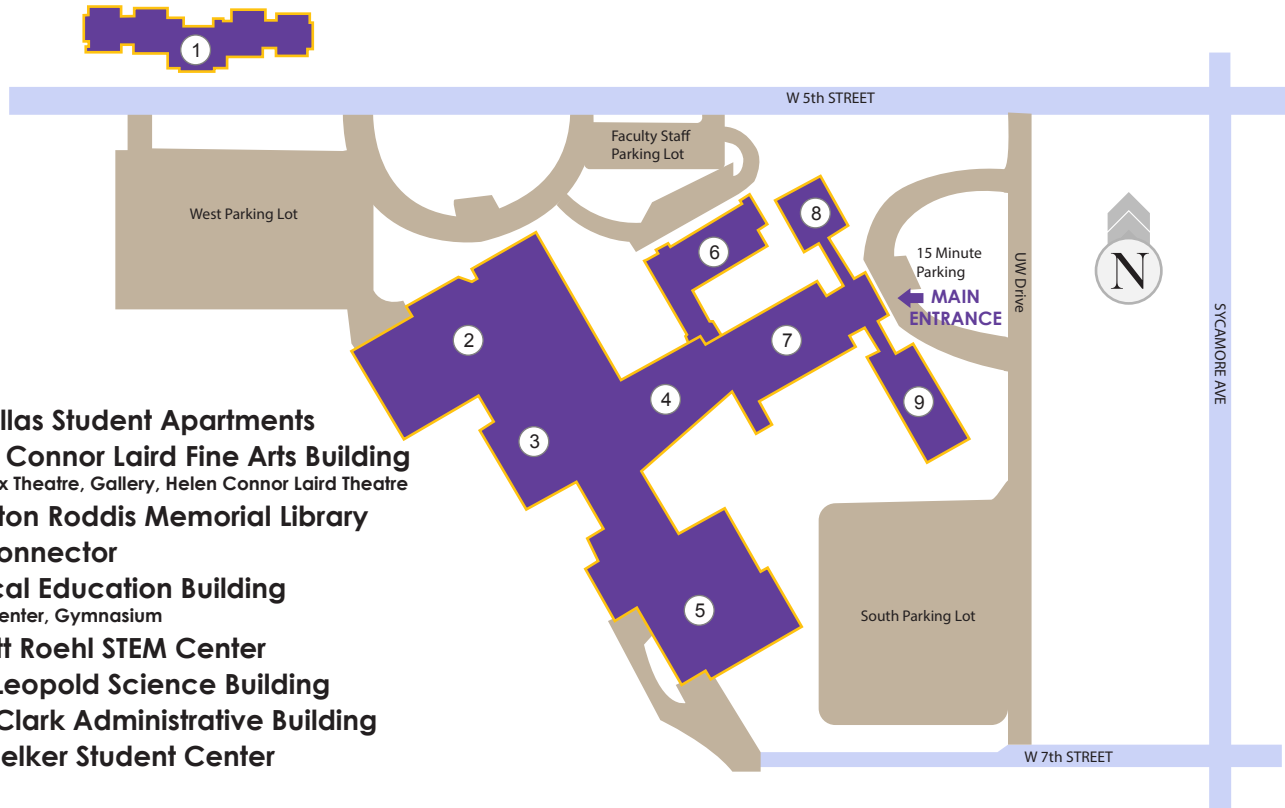 1
W 5th STREET
Faculty Staff
Parking Lot
West Parking Lot
8
6
15 Minute
Parking
MAIN
ENTRANCE
UW Drive
N
SYCAMORE AVE
2
7
4
9
3
llas Student Apartments
Connor Laird Fine Arts Building
x Theatre, Gallery, Helen Connor Laird Theatre
ton Roddis Memorial Library
onnector
cal Education Building
enter, Gymnasium
tt Roehl STEM Center
Leopold Science Building
Clark Administrative Building
elker Student Center
5
South Parking Lot
W 7th STREET